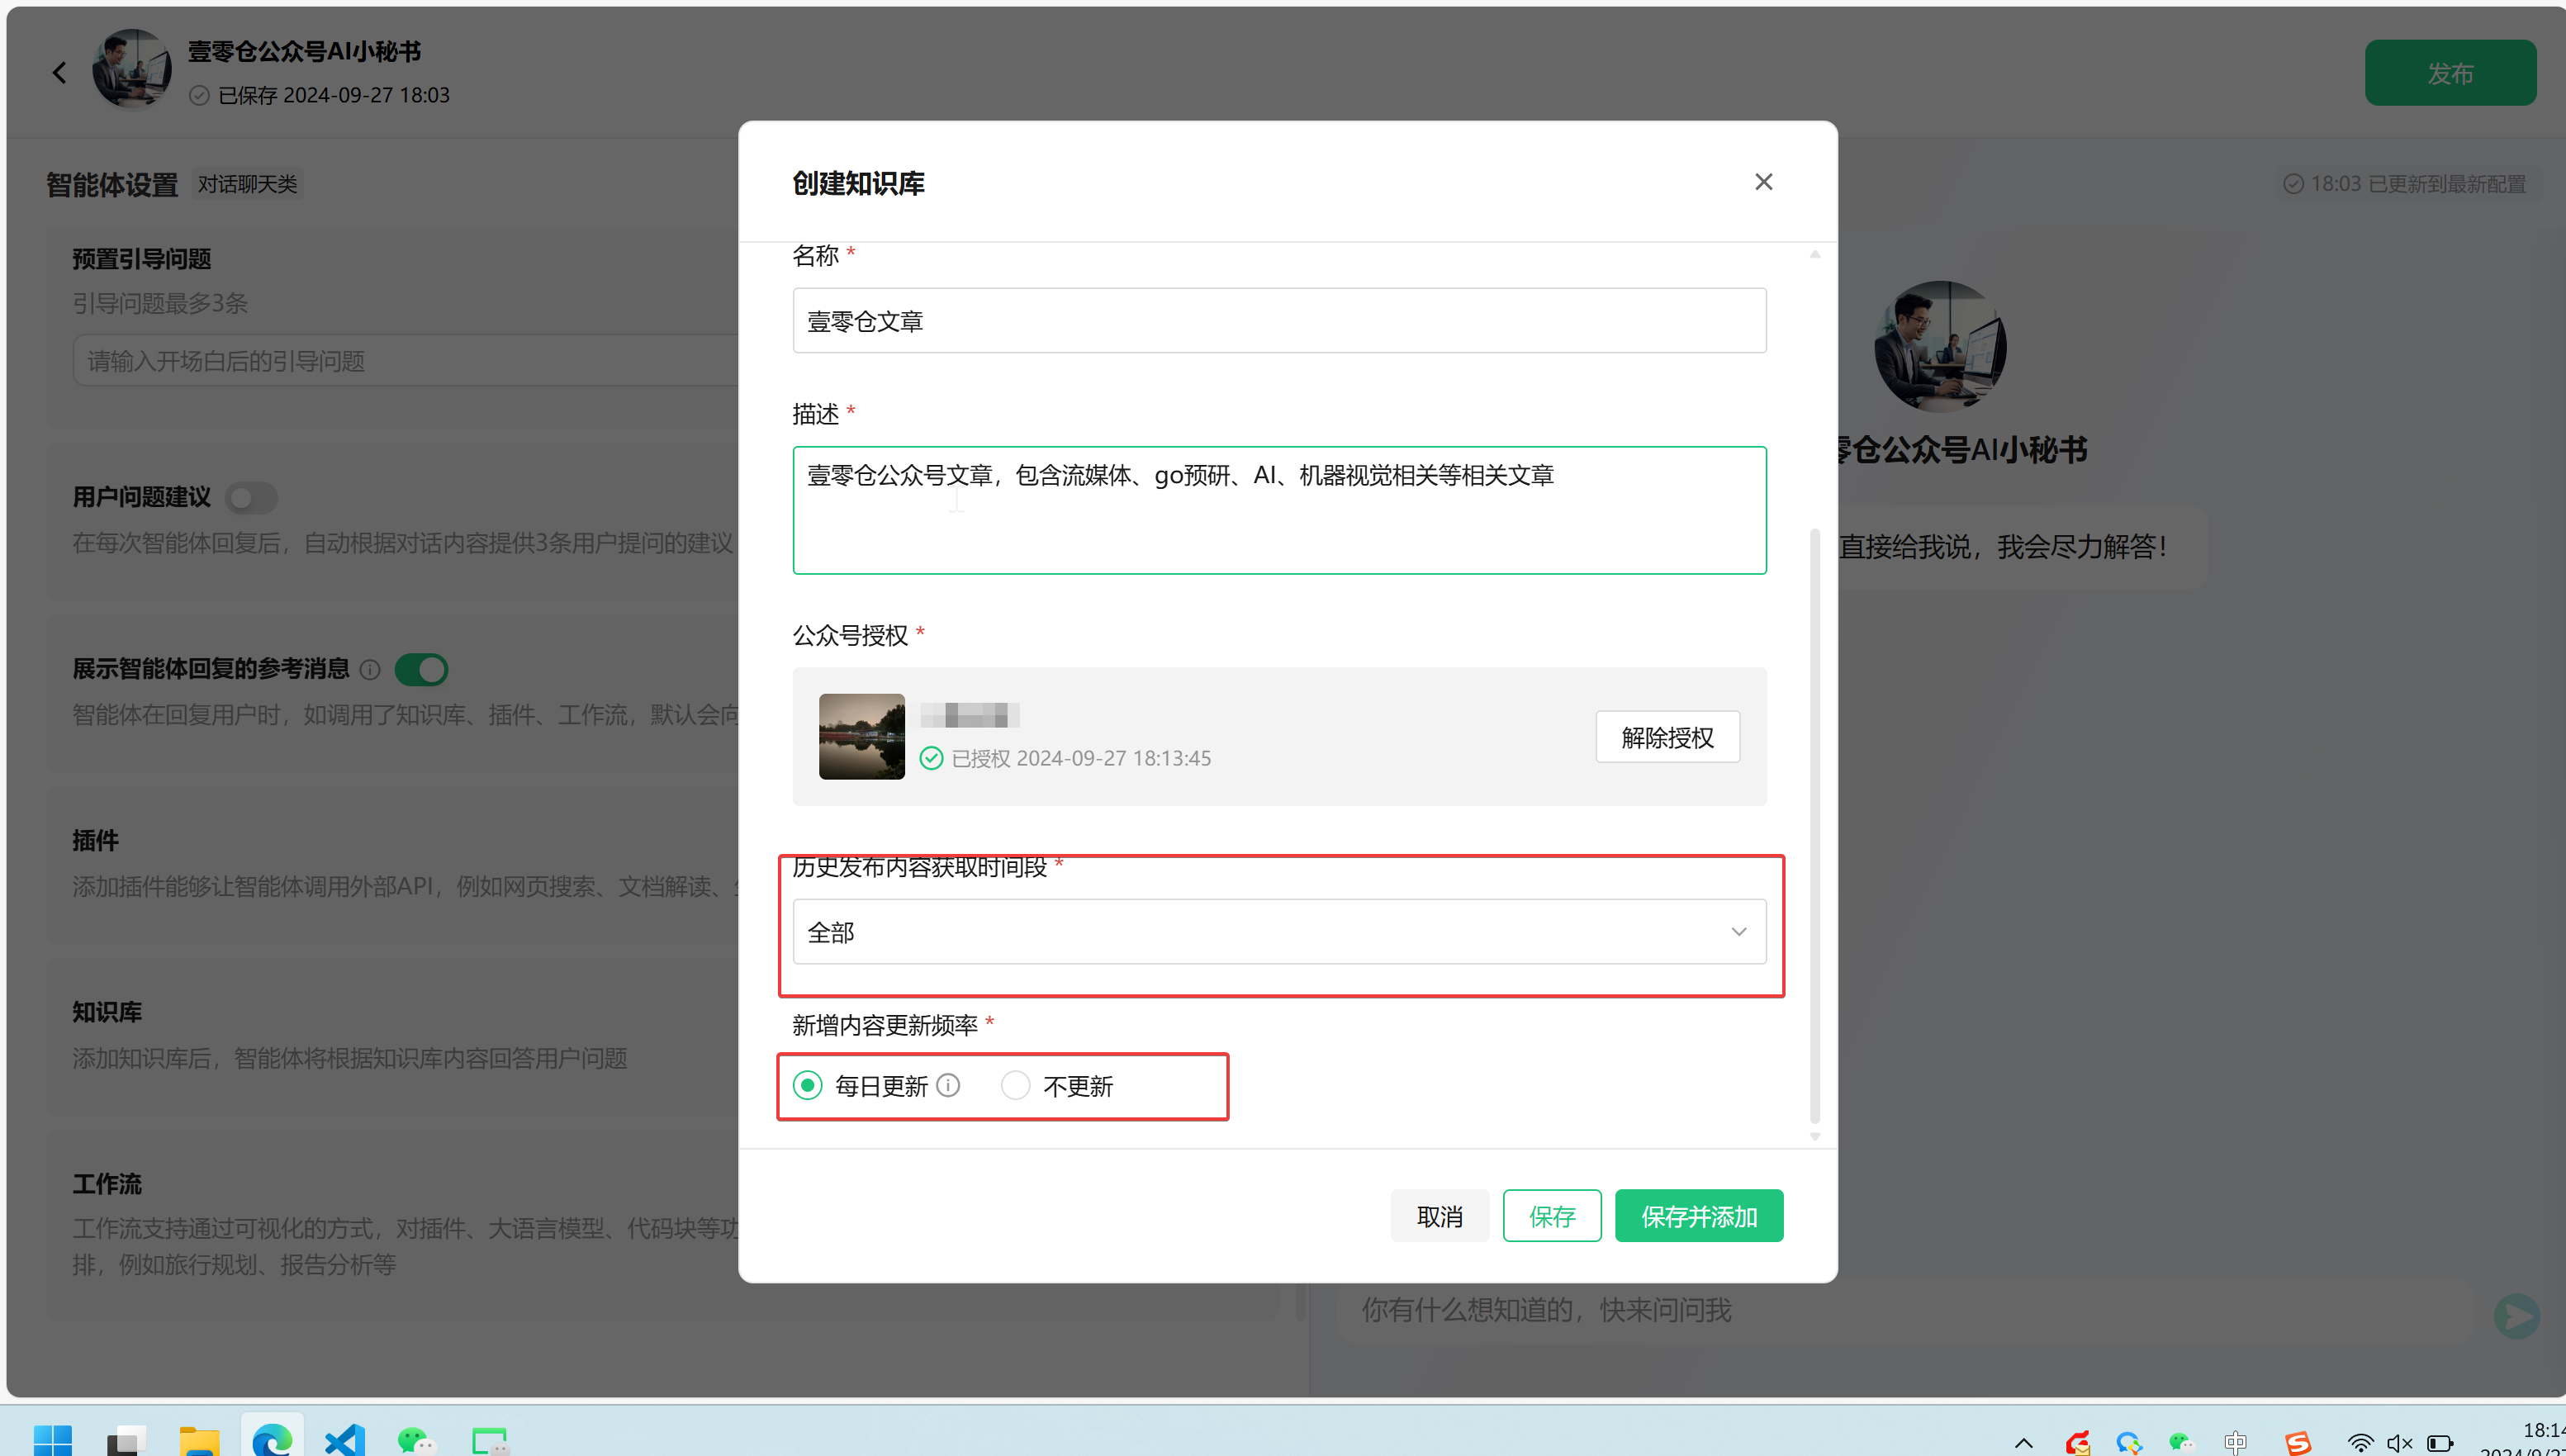 壹零仓公众号AI小秘书
已保存 2024-09-27 18:03
发布
智能体设置 对话聊天类
18:03 已更新到最新配置
预置引导问题
引导问题最多3条
请输入开场白后的引导问题
用户问题建议
在每次智能体回复后，自动根据对话内容提供3条用户提问的建议
展示智能体回复的参考消息
智能体在回复用户时，如调用了知识库、插件、工作流，默认会向
插件
添加插件能够让智能体调用外部API，例如网页搜索、文档解读、
知识库
添加知识库后，智能体将根据知识库内容回答用户问题
工作流
工作流支持通过可视化的方式，对插件、大语言模型、代码块等功
排，例如旅行规划、报告分析等
创建知识库
名称 *
壹零仓文章
描述 *
壹零仓公众号文章，包含流媒体、go预研、AI、机器视觉相关等相关文章
公众号授权 *
已授权 2024-09-27 18:13:45
解除授权
历史发布内容获取时间段 *
全部
新增内容更新频率 *
每日更新 不更新
取消 保存 保存并添加
零仓公众号AI小秘书
直接给我说，我会尽力解答！
你有什么想知道的，快来问问我
中
18:14